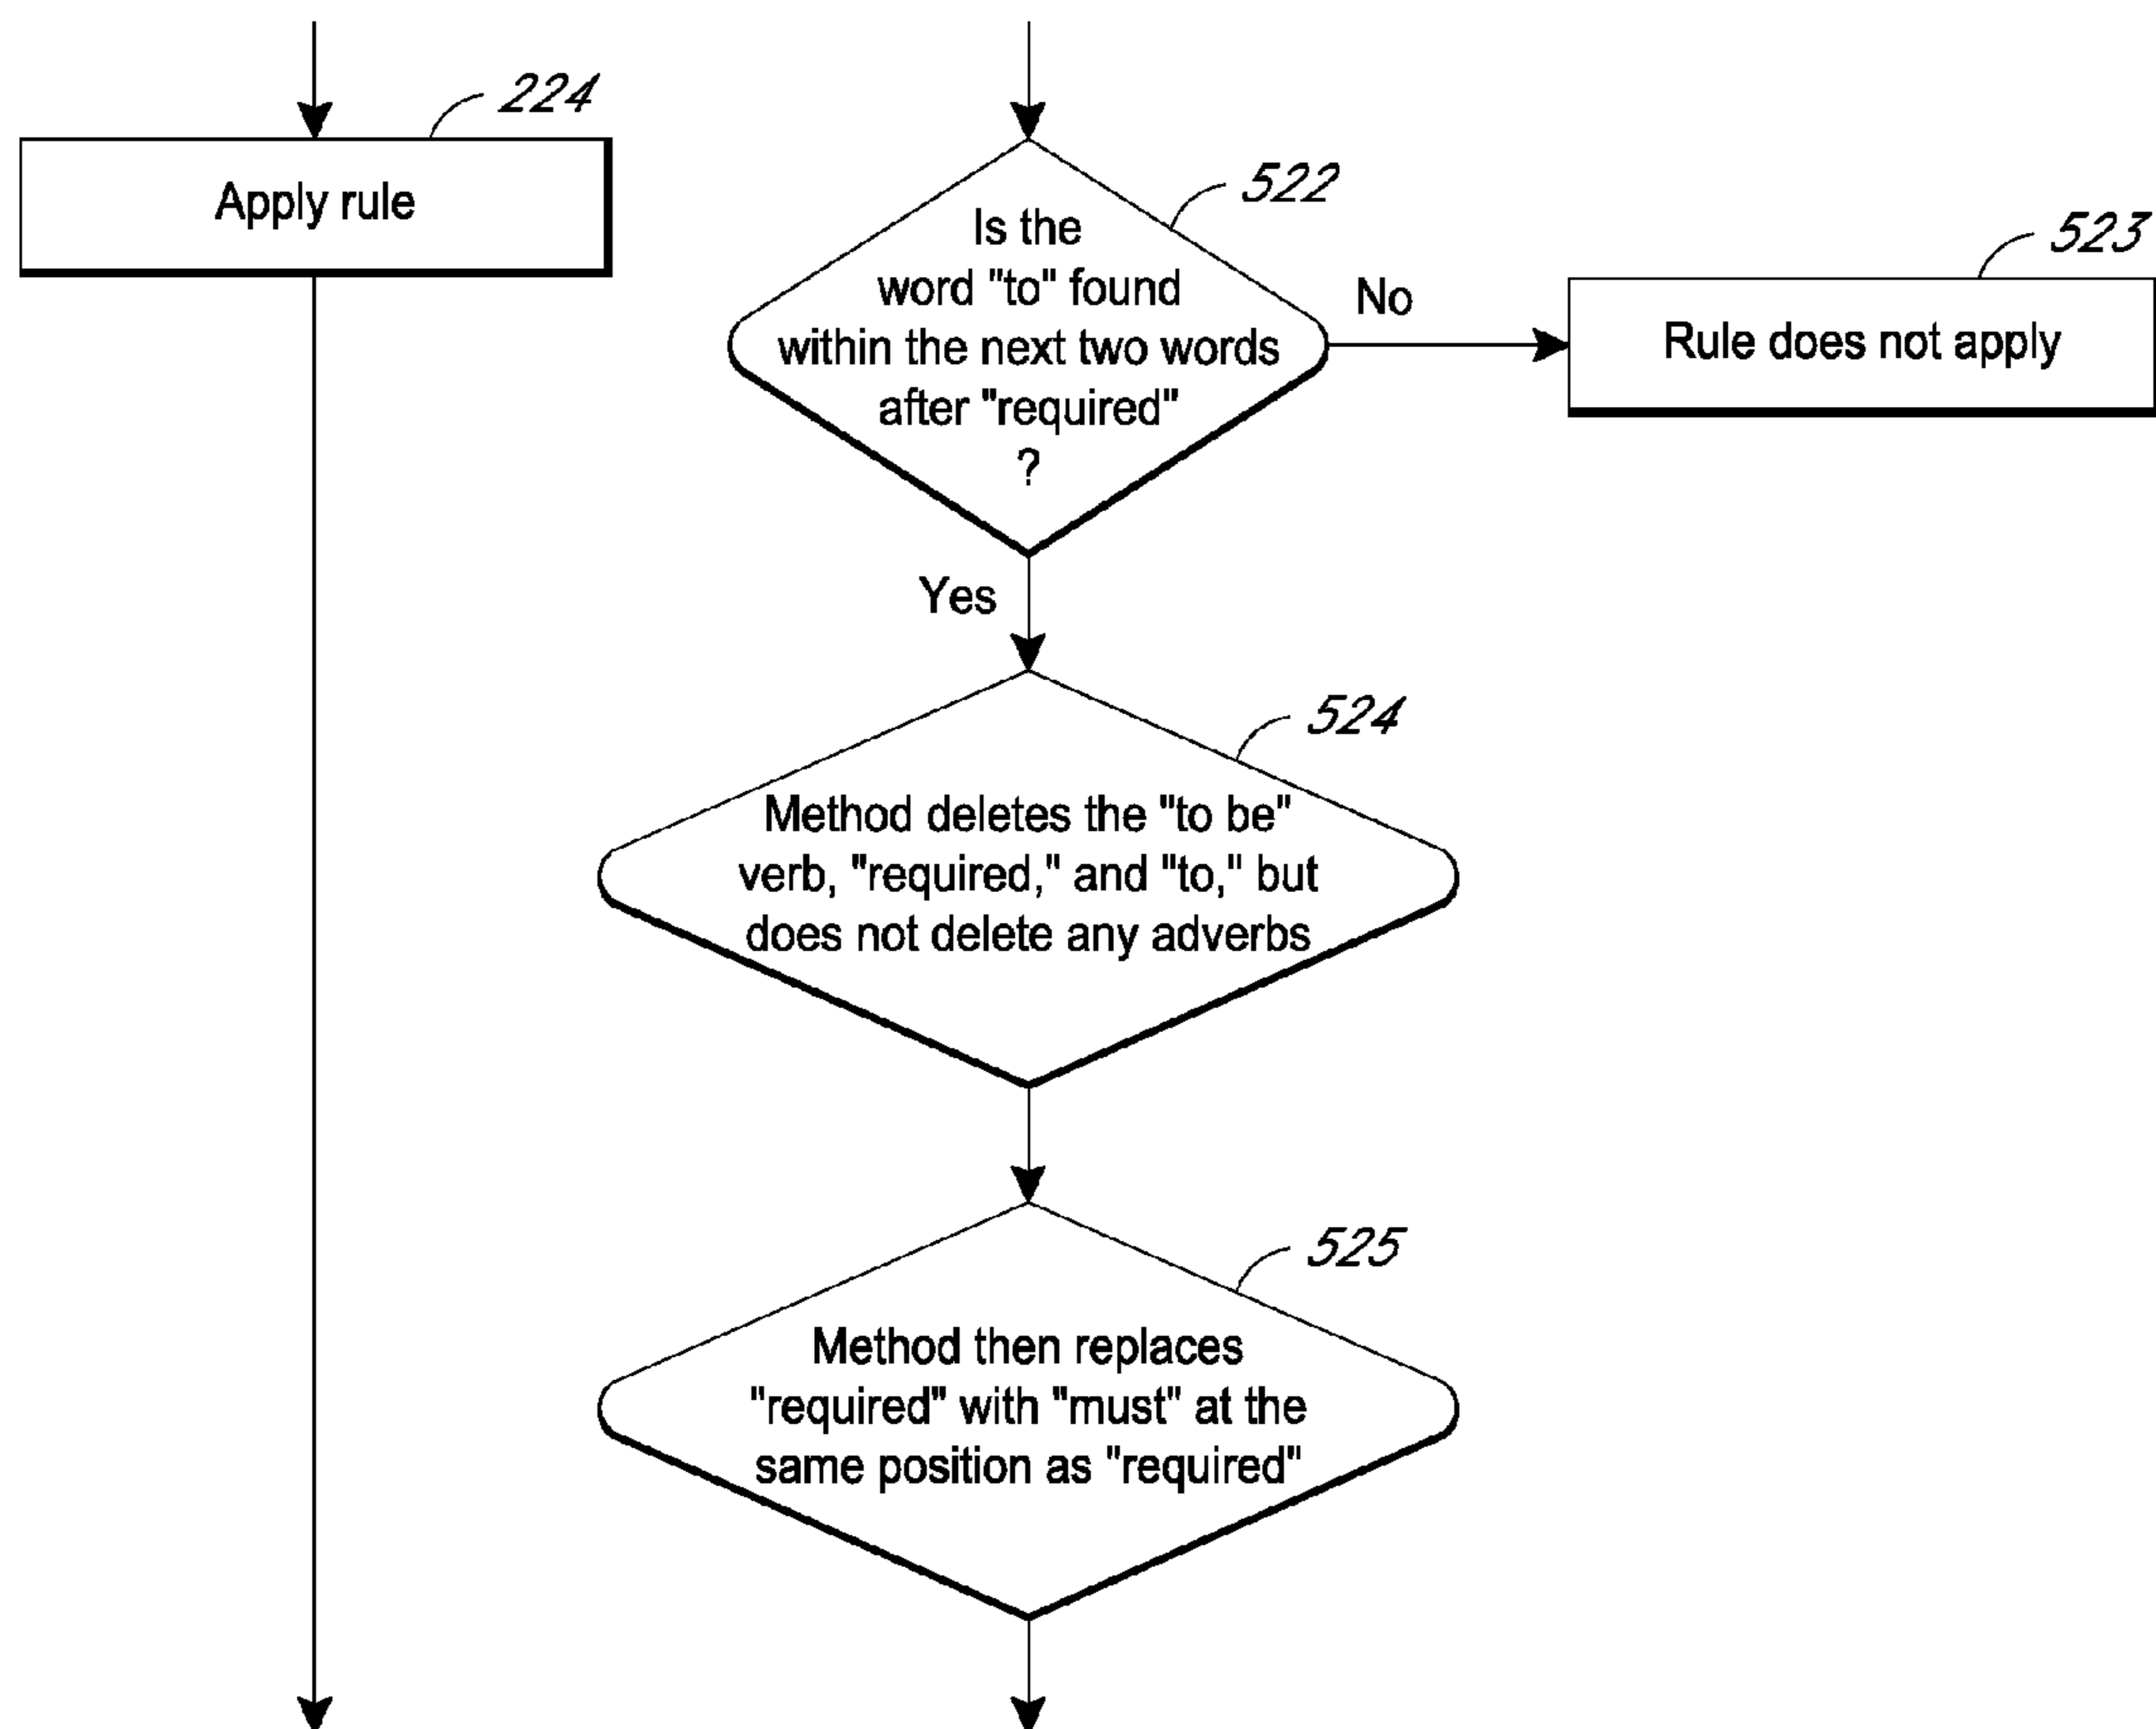 224
Apply rule
522
Is the
word "to" found
within the next two words
after "required"
?
No
523
Rule does not apply
Yes
524
Method deletes the "to be"
verb, "required," and "to," but
does not delete any adverbs
525
Method then replaces
"required" with "must" at the
same position as "required"